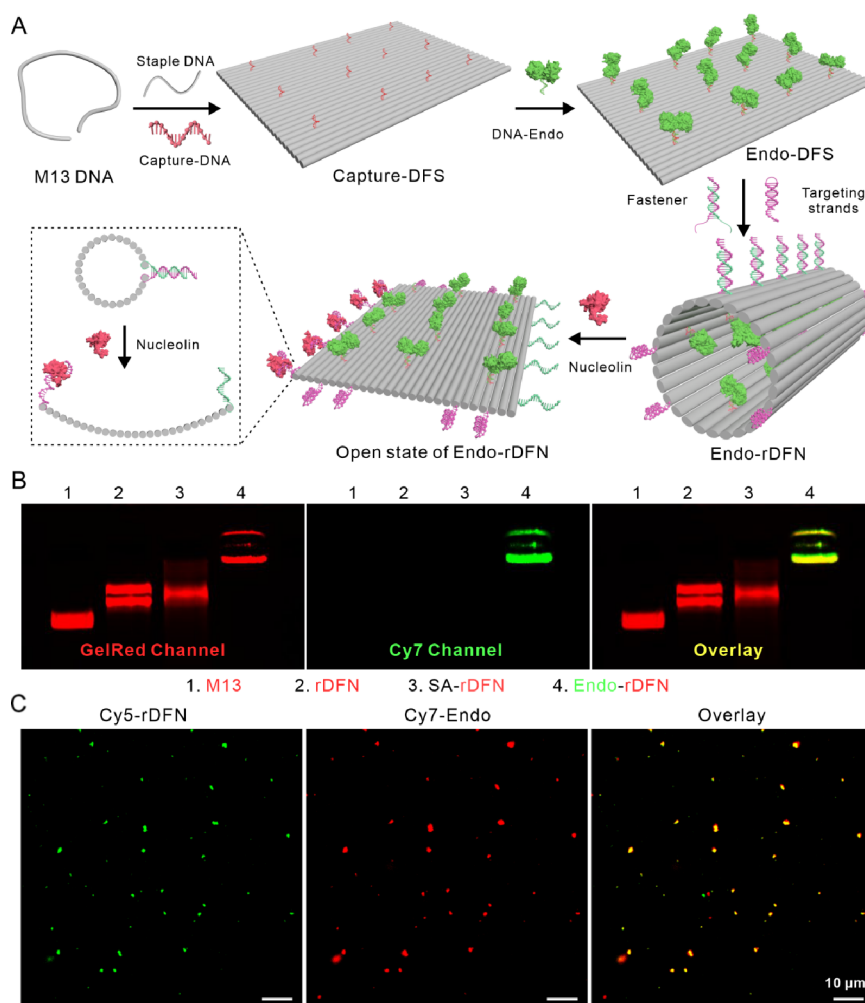 A
Staple DNA
Capture-DNA
M13 DNA
Capture-DFS
DNA-Endo
Endo-DFS
Fastener
Targeting
strands
Nucleolin
Nucleolin
Open state of Endo-rDFN
Endo-rDFN
B
1 2 3 4 1 2 3 4 1 2 3 4
GelRed Channel
Cy7 Channel
Overlay
1. M13 2. rDFN 3. SA-rDFN 4. Endo-rDFN
C
Cy5-rDFN
Cy7-Endo
Overlay
10 μm